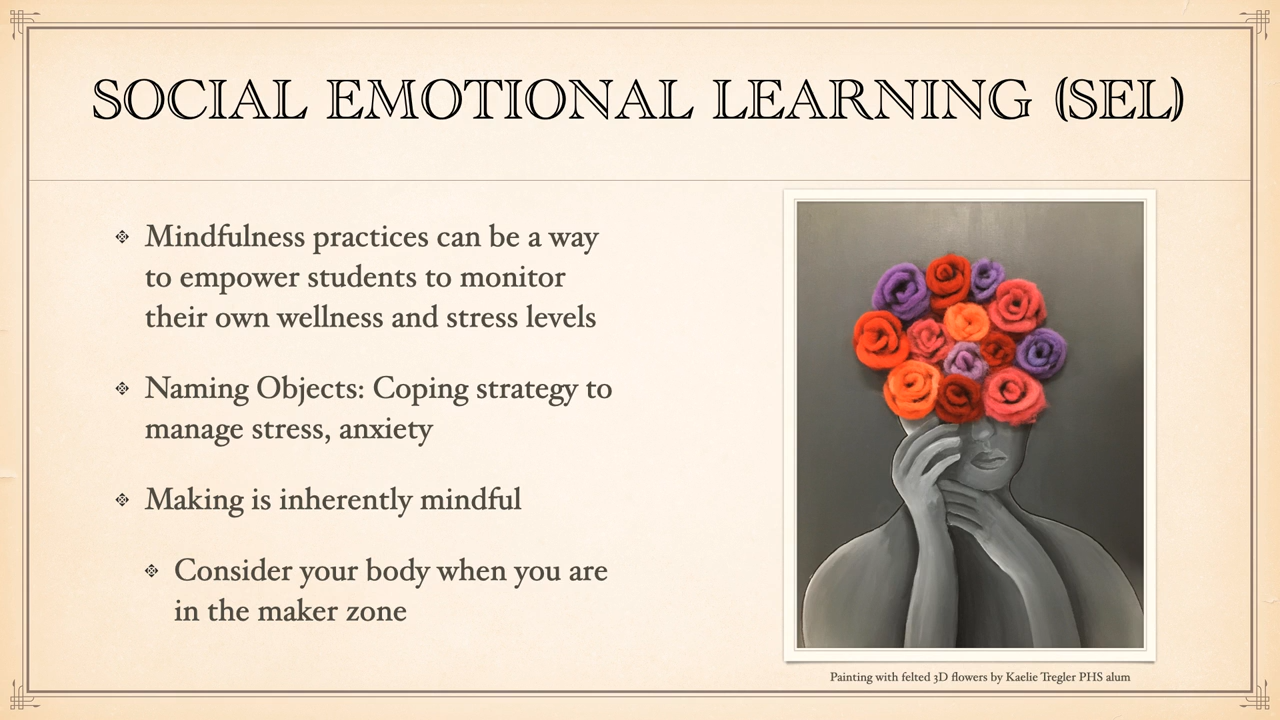 SOCIAL EMOTIONAL LEARNING (SEL)
Mindfulness practices can be a way
to empower students to monitor
their own wellness and stress levels
Naming Objects: Coping strategy to
manage stress, anxiety
Making is inherently mindful
Consider your body when you are
in the maker zone
Painting with felted 3D flowers by Kaelie Tregler PHS alum